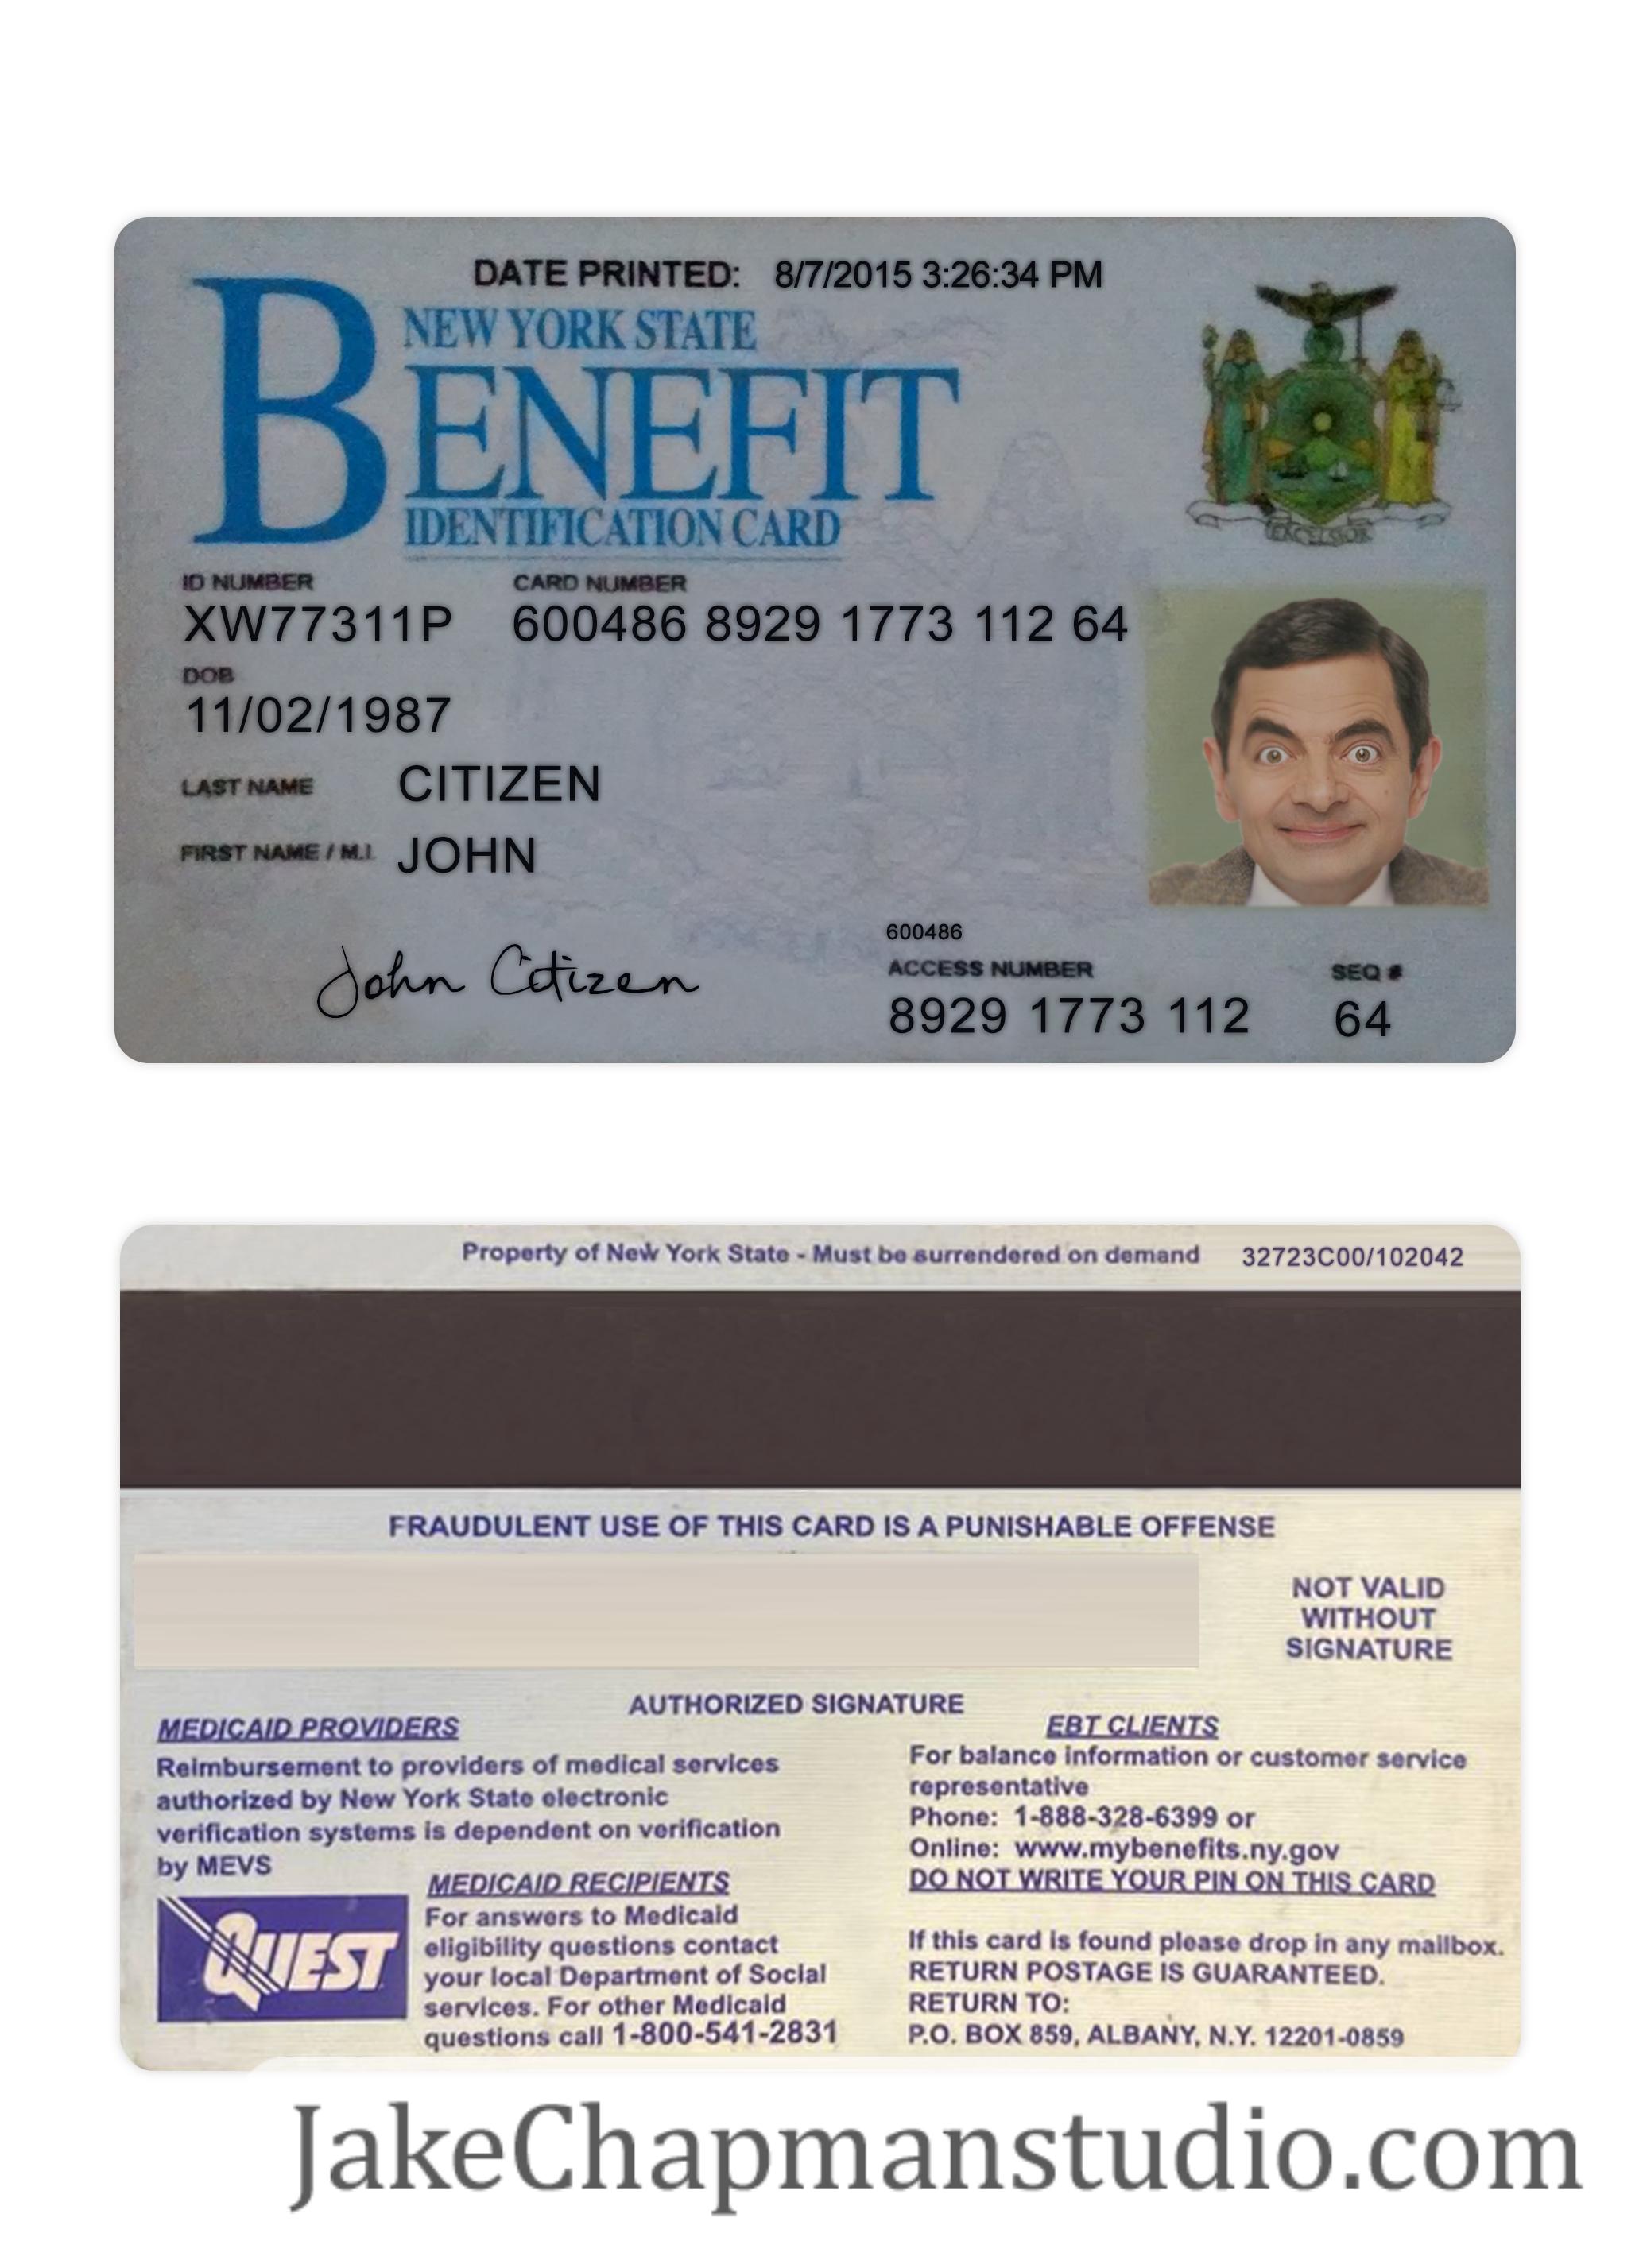 DATE PRINTED: 8/7/2015 3:26:34 PM
NEW YORK STATE
BENEFIT
IDENTIFICATION CARD
EXCELSIOR
ID NUMBER CARD NUMBER
XW77311P 600486 8929 1773 112 64
DOB
11/02/1987
LAST NAME CITIZEN
FIRST NAME / M.I. JOHN
John Citizen
600486
ACCESS NUMBER SEQ #
8929 1773 112 64
Property of New York State - Must be surrendered on demand 32723C00/102042
FRAUDULENT USE OF THIS CARD IS A PUNISHABLE OFFENSE
NOT VALID
WITHOUT
SIGNATURE
AUTHORIZED SIGNATURE
MEDICAID PROVIDERS
Reimbursement to providers of medical services
authorized by New York State electronic
verification systems is dependent on verification
by MEVS
QUEST
MEDICAID RECIPIENTS
For answers to Medicaid
eligibility questions contact
your local Department of Social
services. For other Medicaid
questions call 1-800-541-2831
EBT CLIENTS
For balance information or customer service
representative
Phone: 1-888-328-6399 or
Online: www.mybenefits.ny.gov
DO NOT WRITE YOUR PIN ON THIS CARD
If this card is found please drop in any mailbox.
RETURN POSTAGE IS GUARANTEED.
RETURN TO:
P.O. BOX 859, ALBANY, N.Y. 12201-0859
JakeChapmanstudio.com